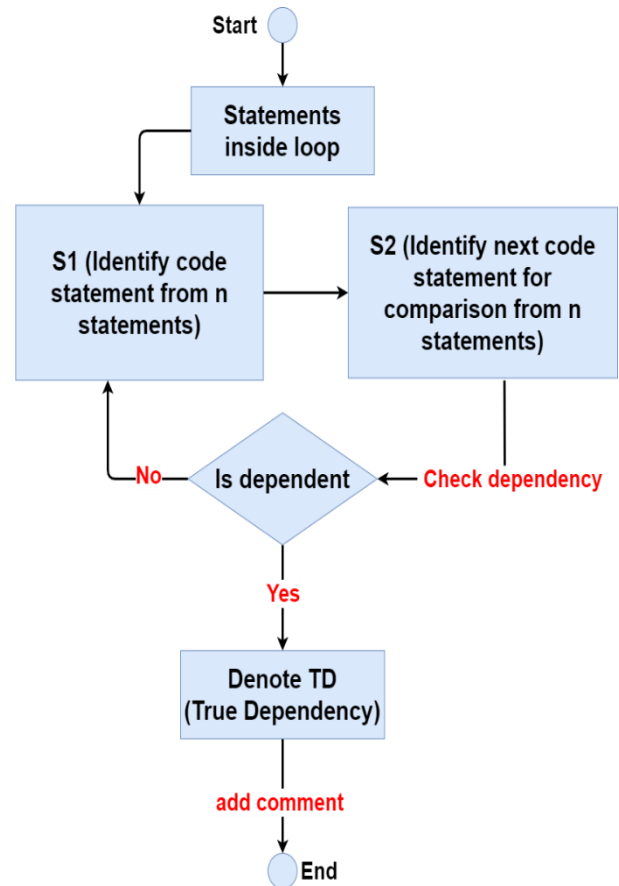 Start
Statements
inside loop
S1 (Identify code
statement from n
statements)
S2 (Identify next code
statement for
comparison from n
statements)
No
Is dependent
Check dependency
Yes
Denote TD
(True Dependency)
add comment
End